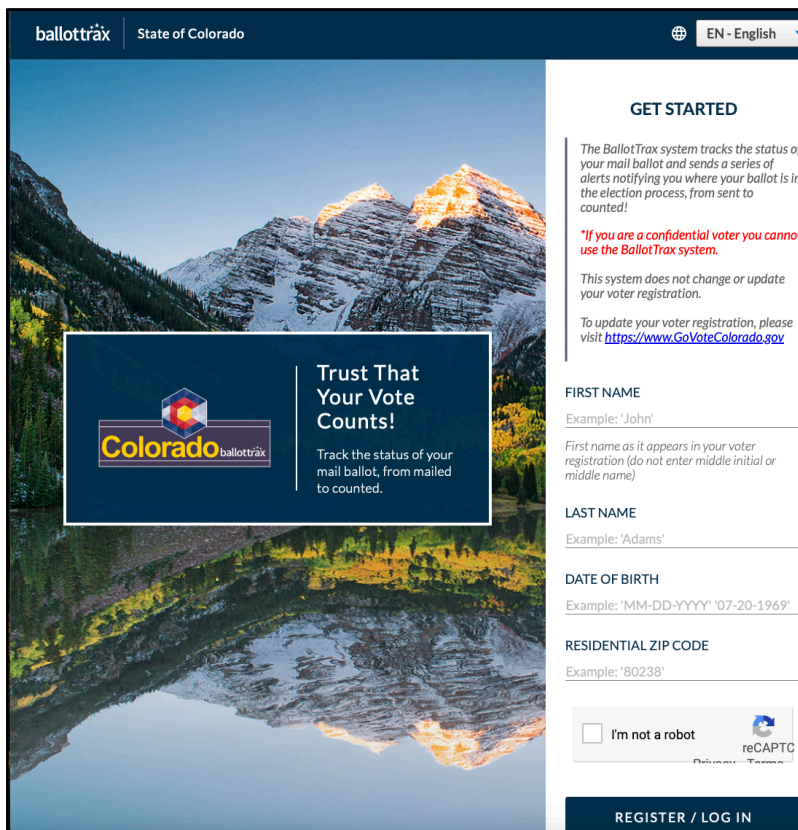 ballottrax State of Colorado
EN - English
GET STARTED
The BallotTrax system tracks the status of
your mail ballot and sends a series of
alerts notifying you where your ballot is in
the election process, from sent to
counted!
*If you are a confidential voter you cannot
use the BallotTrax system.
This system does not change or update
your voter registration.
To update your voter registration, please
visit https://www.GoVoteColorado.gov
Trust That
Your Vote
Counts!
Colorado ballottrax
Track the status of your
mail ballot, from mailed
to counted.
FIRST NAME
Example: 'John'
First name as it appears in your voter
registration (do not enter middle initial or
middle name)
LAST NAME
Example: 'Adams'
DATE OF BIRTH
Example: 'MM-DD-YYYY' '07-20-1969'
RESIDENTIAL ZIP CODE
Example: '80238'
I'm not a robot
reCAPTC
Privacy Terms
REGISTER / LOG IN